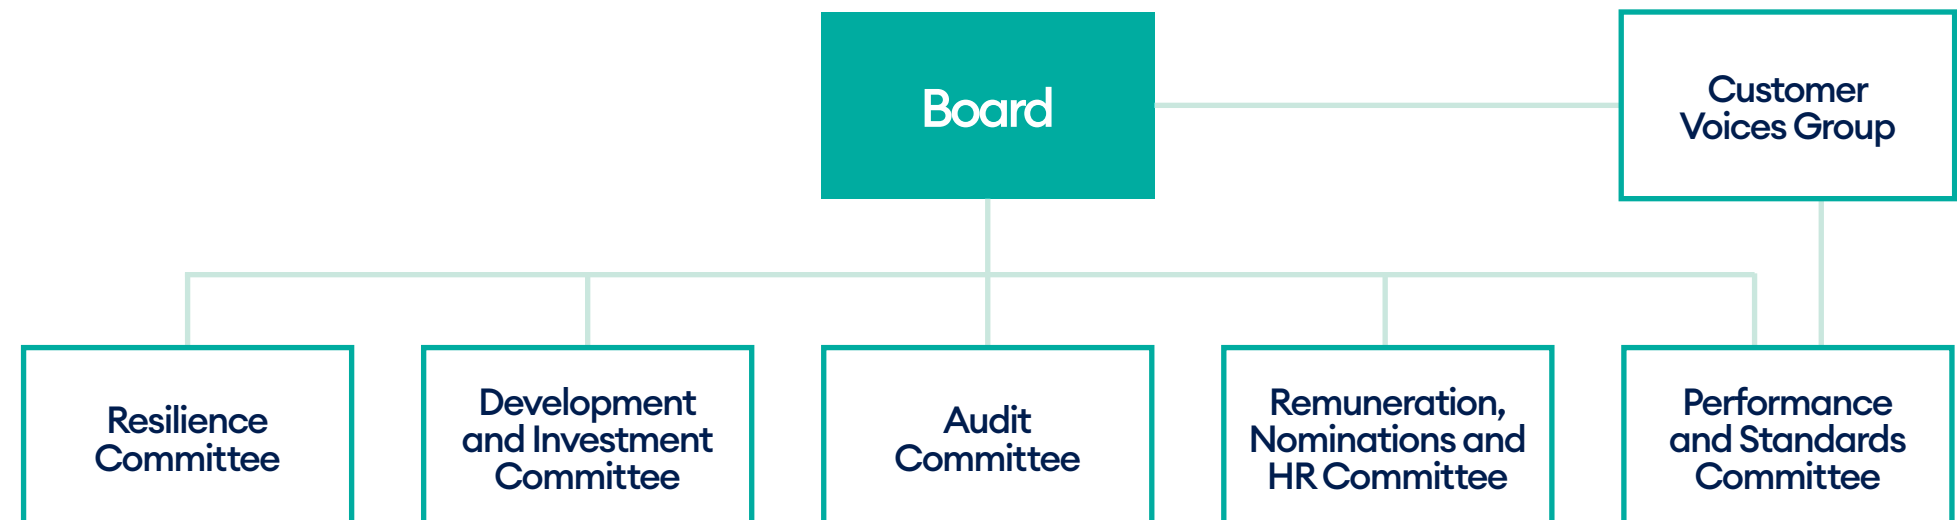 Board
Customer
Voices Group
Resilience
Committee
Development
and Investment
Committee
Audit
Committee
Remuneration,
Nominations and
HR Committee
Performance
and Standards
Committee